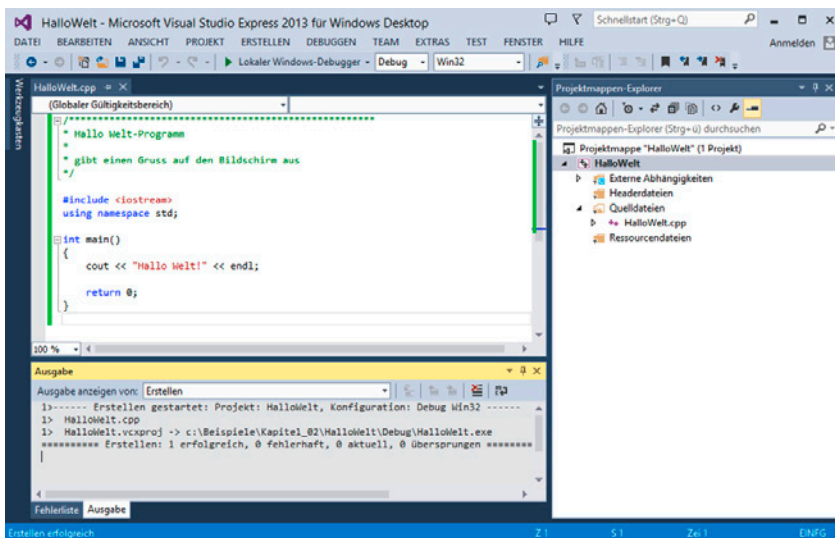 HalloWelt - Microsoft Visual Studio Express 2013 für Windows Desktop
Schnellstart (Strg+Q)
DATEI BEARBEITEN ANSICHT PROJEKT ERSTELLEN DEBUGGEN TEAM EXTRAS TEST FENSTER HILFE
Anmelden
Lokaler Windows-Debugger Debug Win32
Werkzeugkasten
HalloWelt.cpp
(Globaler Gültigkeitsbereich)
/****************************************************
* Hallo Welt-Programm
*
* gibt einen Gruss auf den Bildschirm aus
*/
#include <iostream>
using namespace std;
int main()
{
cout << "Hallo Welt!" << endl;
return 0;
}
100 %
Ausgabe
Ausgabe anzeigen von: Erstellen
1>------ Erstellen gestartet: Projekt: HalloWelt, Konfiguration: Debug Win32 ------
1> HalloWelt.cpp
1> HalloWelt.vcxproj -> c:\Beispiele\Kapitel_02\HalloWelt\Debug\HalloWelt.exe
========== Erstellen: 1 erfolgreich, 0 fehlerhaft, 0 aktuell, 0 übersprungen ========
Fehlerliste Ausgabe
Projektmappen-Explorer
Projektmappen-Explorer (Strg+ü) durchsuchen
Projektmappe "HalloWelt" (1 Projekt)
HalloWelt
Externe Abhängigkeiten
Headerdateien
Quelldateien
HalloWelt.cpp
Ressourcendateien
Erstellen erfolgreich
Z 1 S 1 Zei 1 EINFG